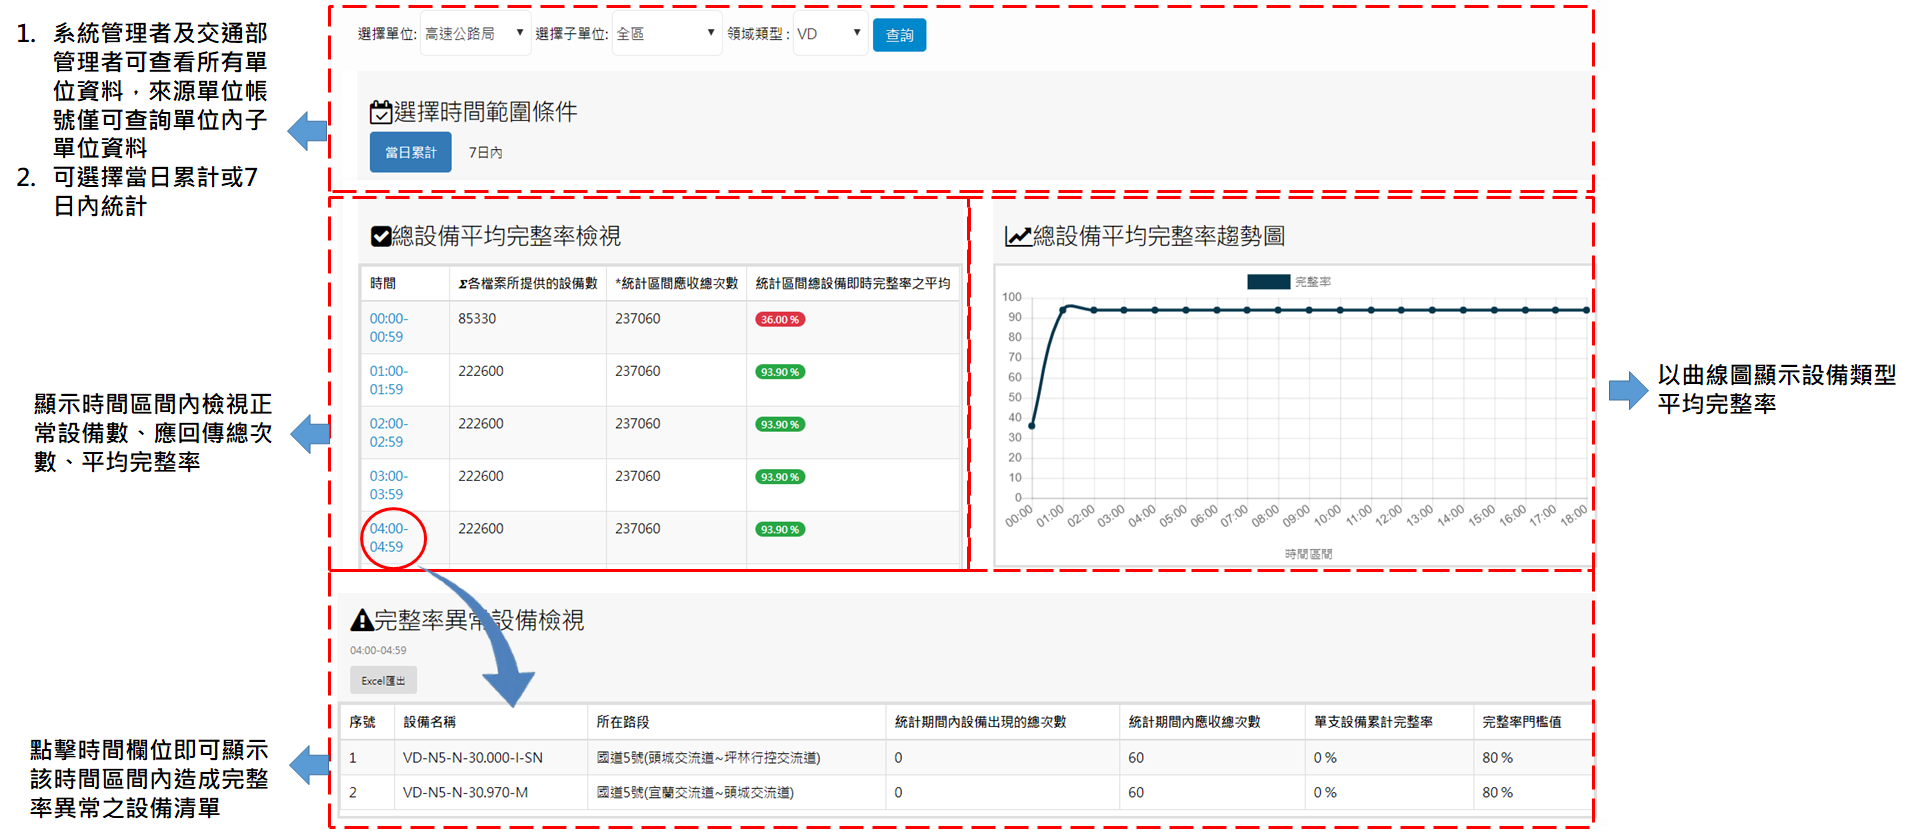 1. 系統管理者及交通部
管理者可查看所有單
位資料，來源單位帳
號僅可查詢單位內子
單位資料
2. 可選擇當日累計或7
日內統計
選擇單位: 高速公路局 選擇子單位: 全區 領域類型 : VD 查詢
選擇時間範圍條件
當日累計 7日內
總設備平均完整率檢視
時間 Σ各檔案所提供的設備數 *統計區間應收總次數 統計區間總設備即時完整率之平均
00:00-
00:59 85330 237060 36.00 %
01:00-
01:59 222600 237060 93.90 %
02:00-
02:59 222600 237060 93.90 %
03:00-
03:59 222600 237060 93.90 %
04:00-
04:59 222600 237060 93.90 %
總設備平均完整率趨勢圖
完整率
100
90
80
70
60
50
40
30
20
10
0
00:00 01:00 02:00 03:00 04:00 05:00 06:00 07:00 08:00 09:00 10:00 11:00 12:00 13:00 14:00 15:00 16:00 17:00 18:00
時間區間
顯示時間區間內檢視正
常設備數、應回傳總次
數、平均完整率
以曲線圖顯示設備類型
平均完整率
完整率異常設備檢視
04:00-04:59
Excel匯出
序號 設備名稱 所在路段 統計期間內設備出現的總次數 統計期間內應收總次數 單支設備累計完整率 完整率門檻值
1 VD-N5-N-30.000-I-SN 國道5號(頭城交流道~坪林行控交流道) 0 60 0 % 80 %
2 VD-N5-N-30.970-M 國道5號(宜蘭交流道~頭城交流道) 0 60 0 % 80 %
點擊時間欄位即可顯示
該時間區間內造成完整
率異常之設備清單